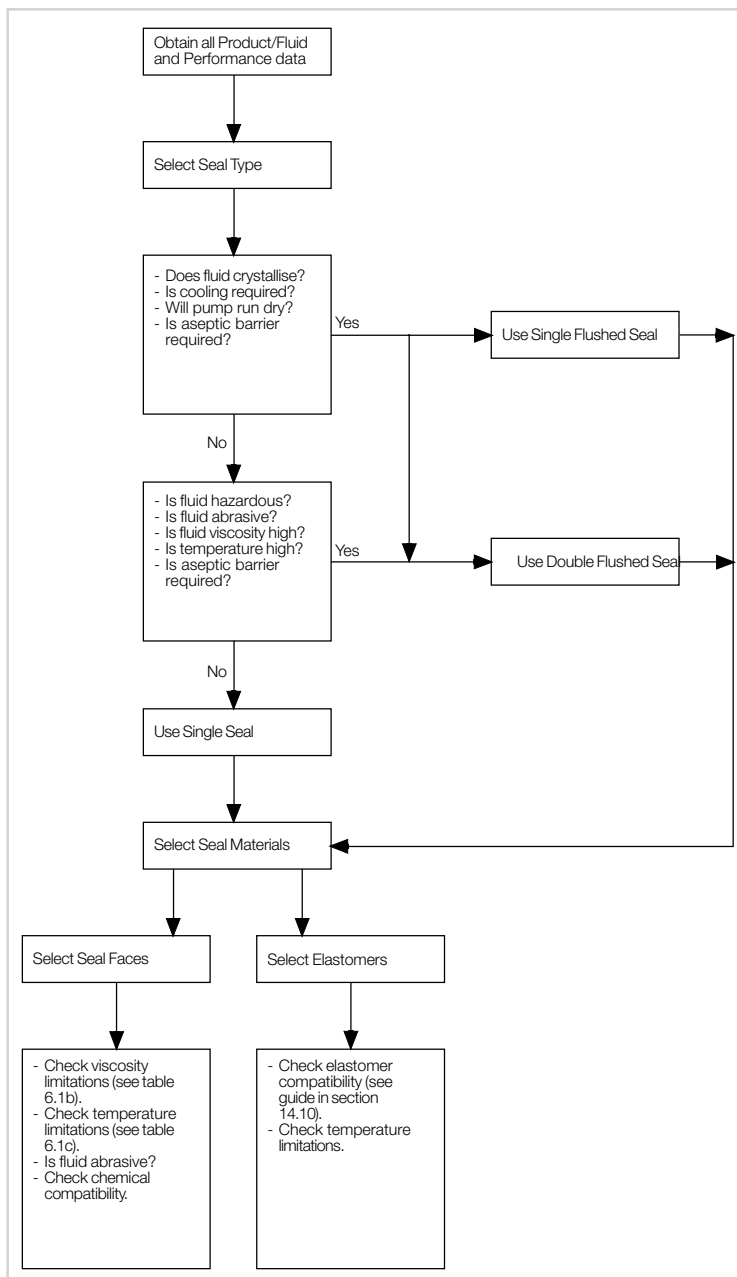 Obtain all Product/Fluid
and Performance data
Select Seal Type
- Does fluid crystallise?
- Is cooling required?
- Will pump run dry?
- Is aseptic barrier
required?
Yes
Use Single Flushed Seal
No
- Is fluid hazardous?
- Is fluid abrasive?
- Is fluid viscosity high?
- Is temperature high?
- Is aseptic barrier
required?
Yes
Use Double Flushed Seal
No
Use Single Seal
Select Seal Materials
Select Seal Faces
Select Elastomers
- Check viscosity
limitations (see table
6.1b).
- Check temperature
limitations (see table
6.1c).
- Is fluid abrasive?
- Check chemical
compatibility.
- Check elastomer
compatibility (see
guide in section
14.10).
- Check temperature
limitations.